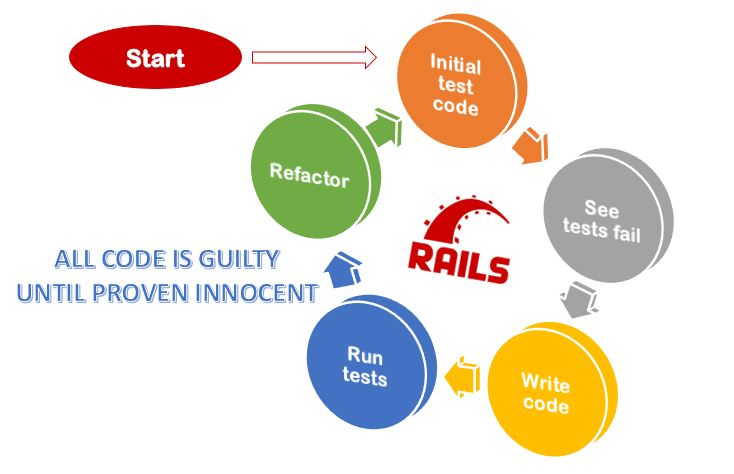 Start
Initial
test
code
See
tests fail
Write
code
Run
tests
Refactor
RAILS
ALL CODE IS GUILTY
UNTIL PROVEN INNOCENT